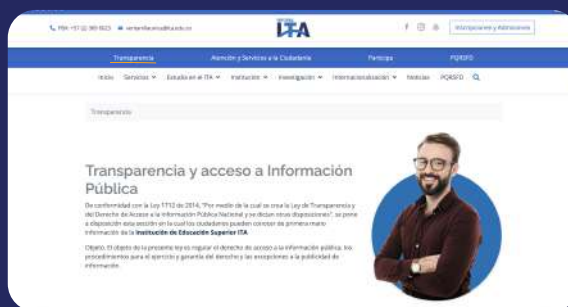 ITA
Inscripciones y Admisiones
Transparencia
Atención y Servicios a la Ciudadanía
Participa
PQRSFD
Inicio Servicios Estudia en el ITA Institución Investigación Internacionalización Noticias PQRSFD
Transparencia
Transparencia y acceso a Información
Pública
De conformidad con la Ley 1712 de 2014, "Por medio de la cual se crea la Ley de Transparencia y
del Derecho de Acceso a la Información Pública Nacional y se dictan otras disposiciones", se pone
a disposición esta sección en la cual los ciudadanos pueden conocer de primera mano
información de la Institución de Educación Superior ITA
Objeto. El objeto de la presente ley es regular el derecho de acceso a la información pública, los
procedimientos para el ejercicio y garantía del derecho y las excepciones a la publicidad de
información.